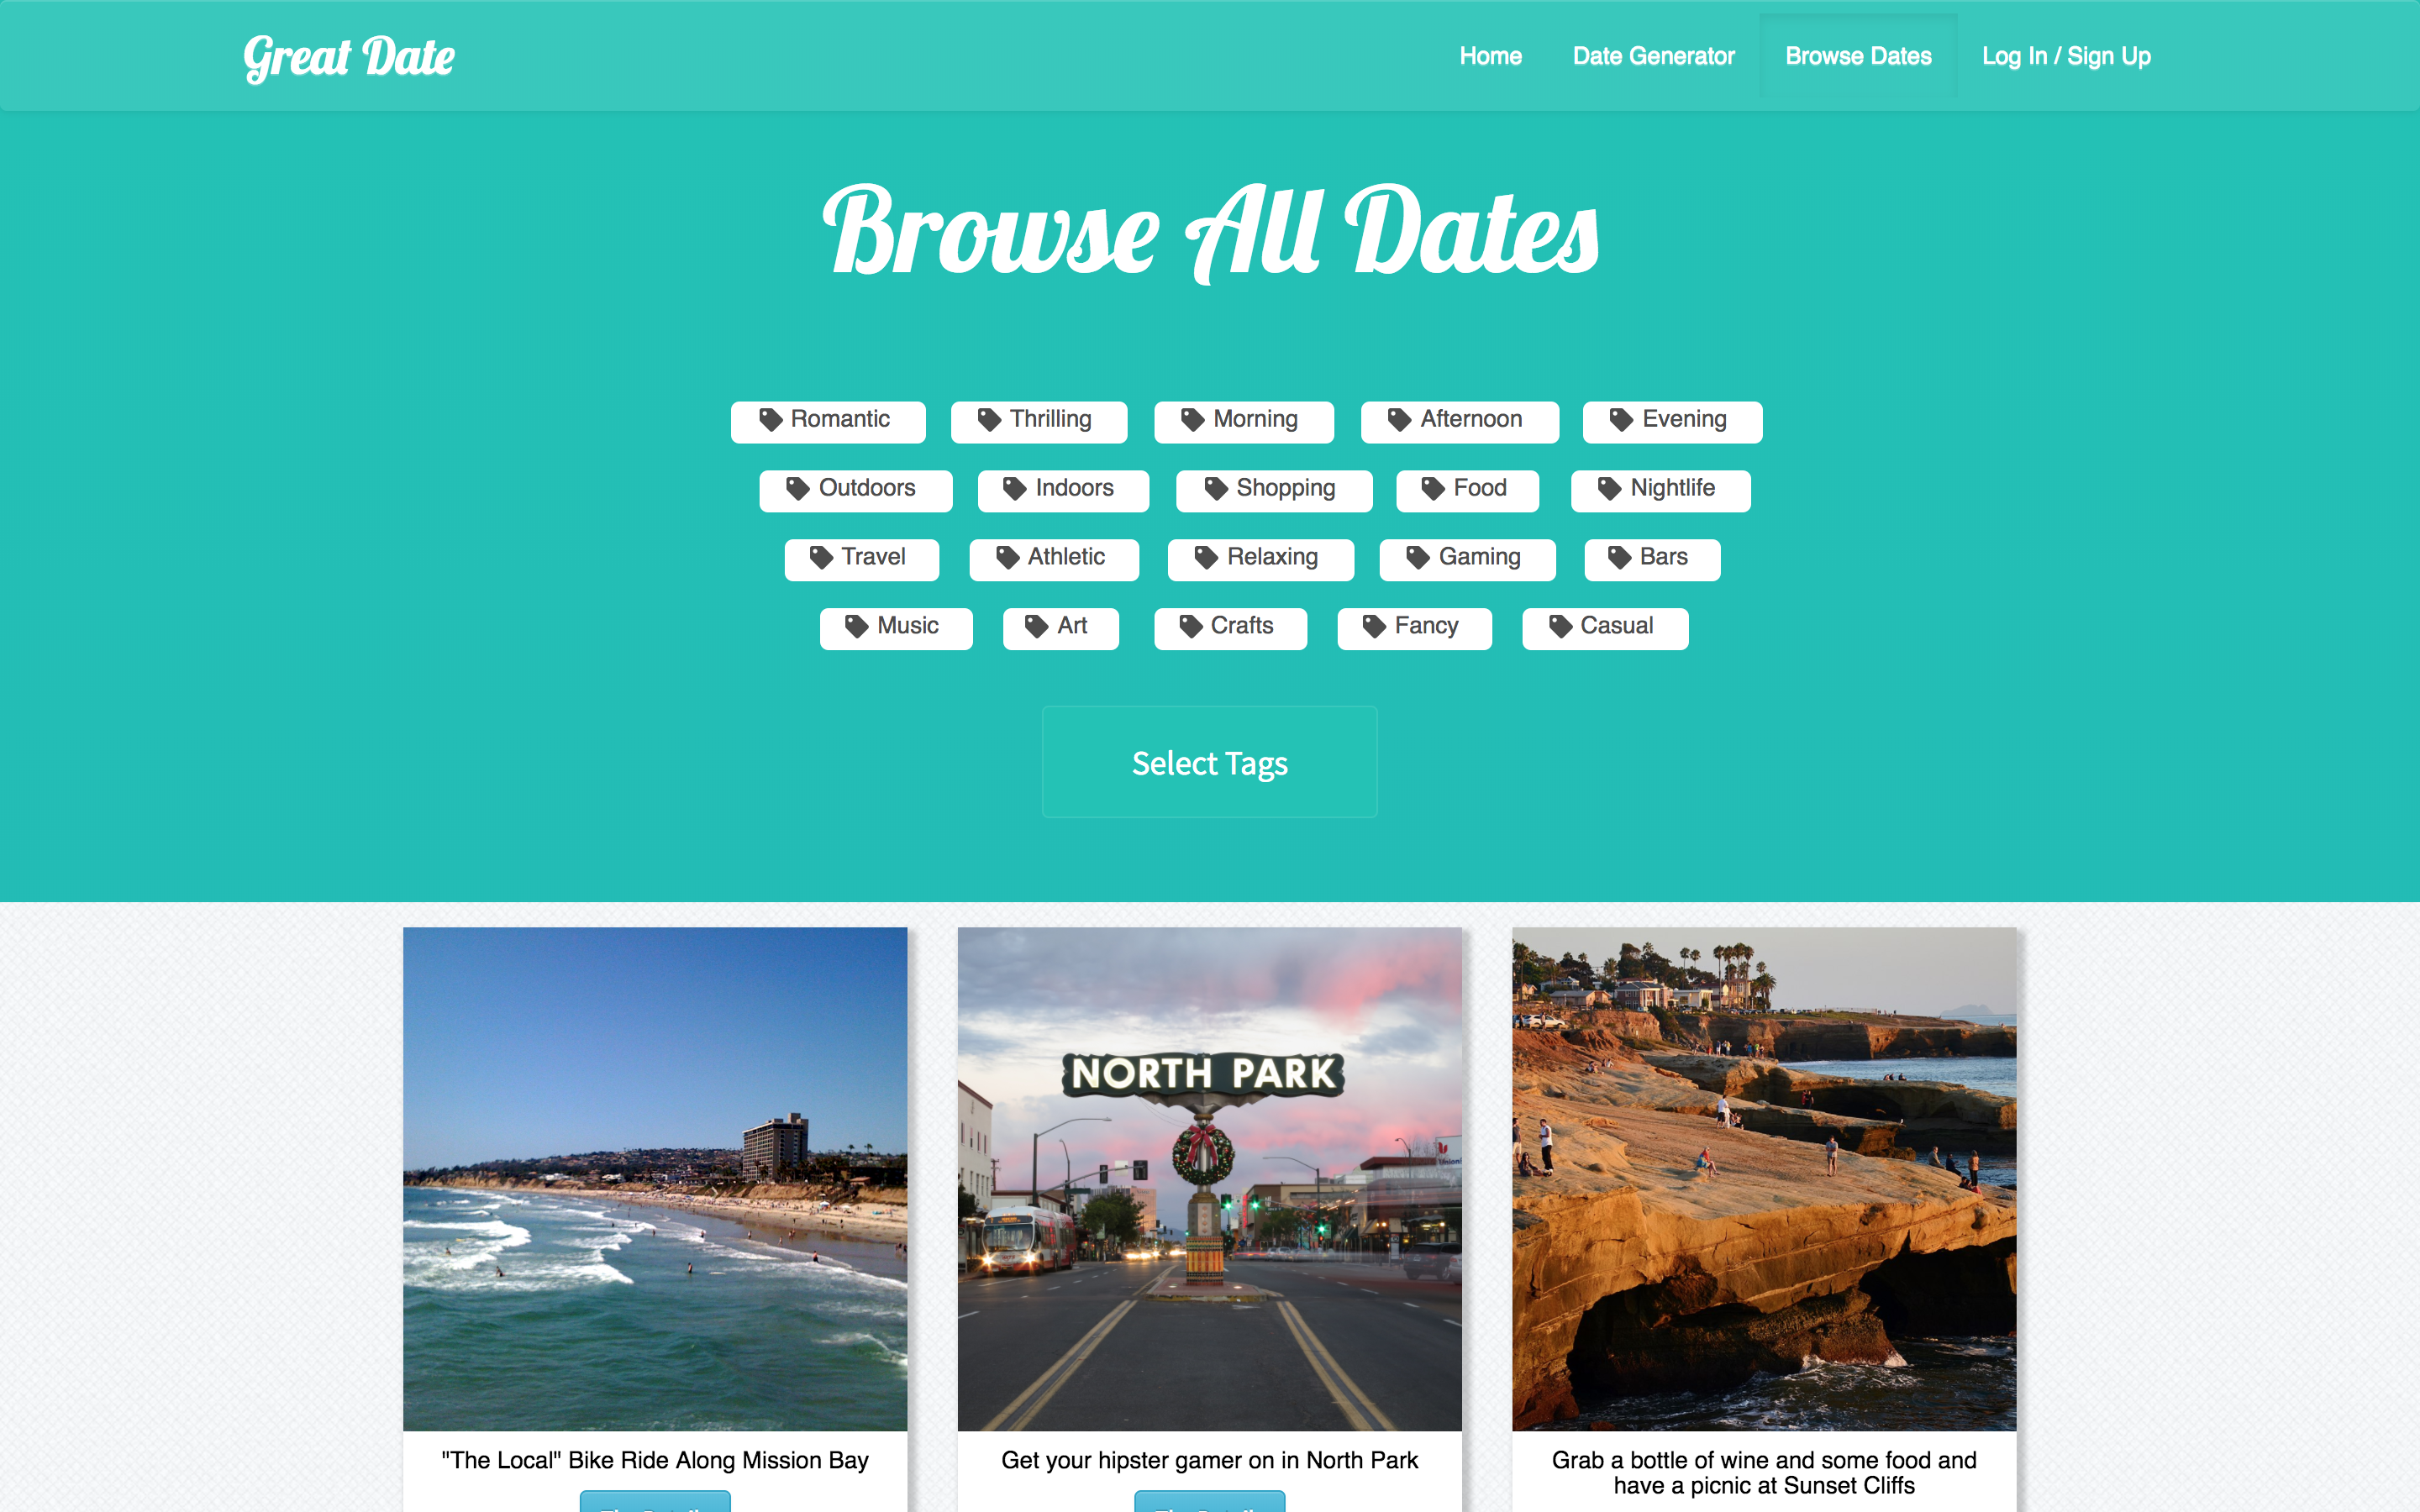 Great Date
Home Date Generator Browse Dates Log In / Sign Up
Browse All Dates
Romantic Thrilling Morning Afternoon Evening
Outdoors Indoors Shopping Food Nightlife
Travel Athletic Relaxing Gaming Bars
Music Art Crafts Fancy Casual
Select Tags
NORTH PARK
Union
"The Local" Bike Ride Along Mission Bay
Get your hipster gamer on in North Park
Grab a bottle of wine and some food and
have a picnic at Sunset Cliffs